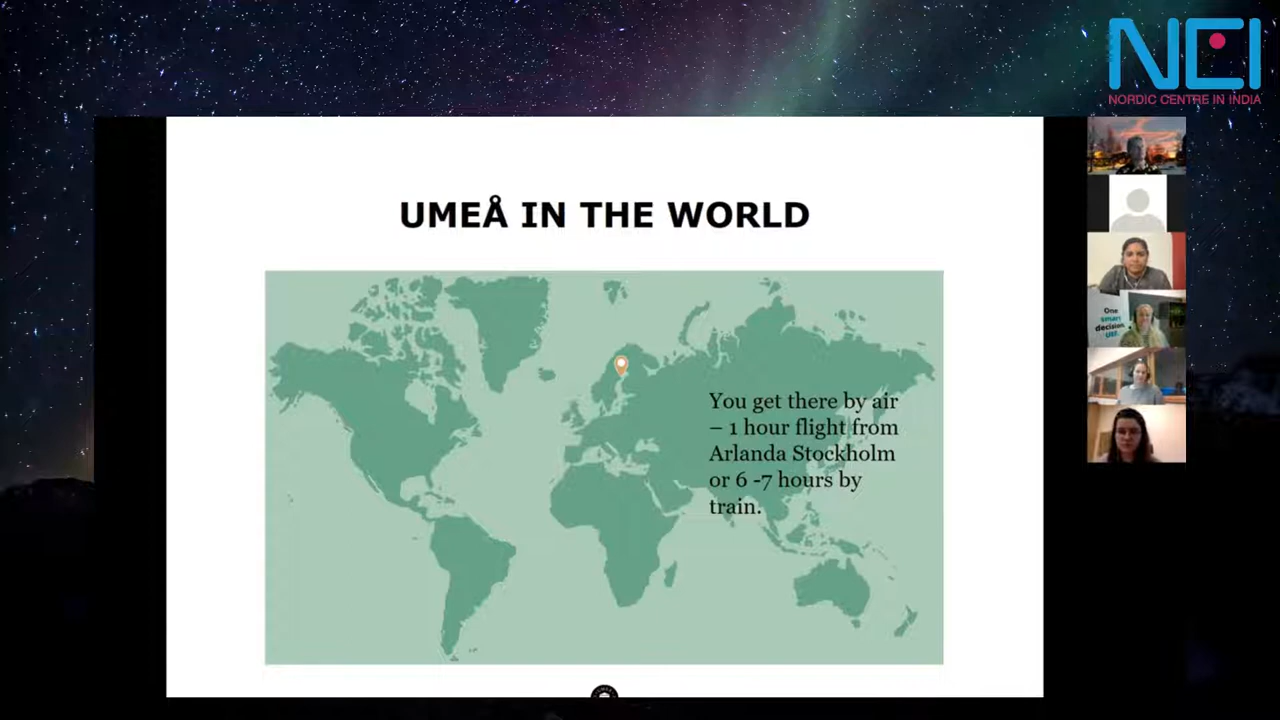 NCI
NORDIC CENTRE IN INDIA
UMEÅ IN THE WORLD
You get there by air
– 1 hour flight from
Arlanda Stockholm
or 6 -7 hours by
train.
One
smart
decision.